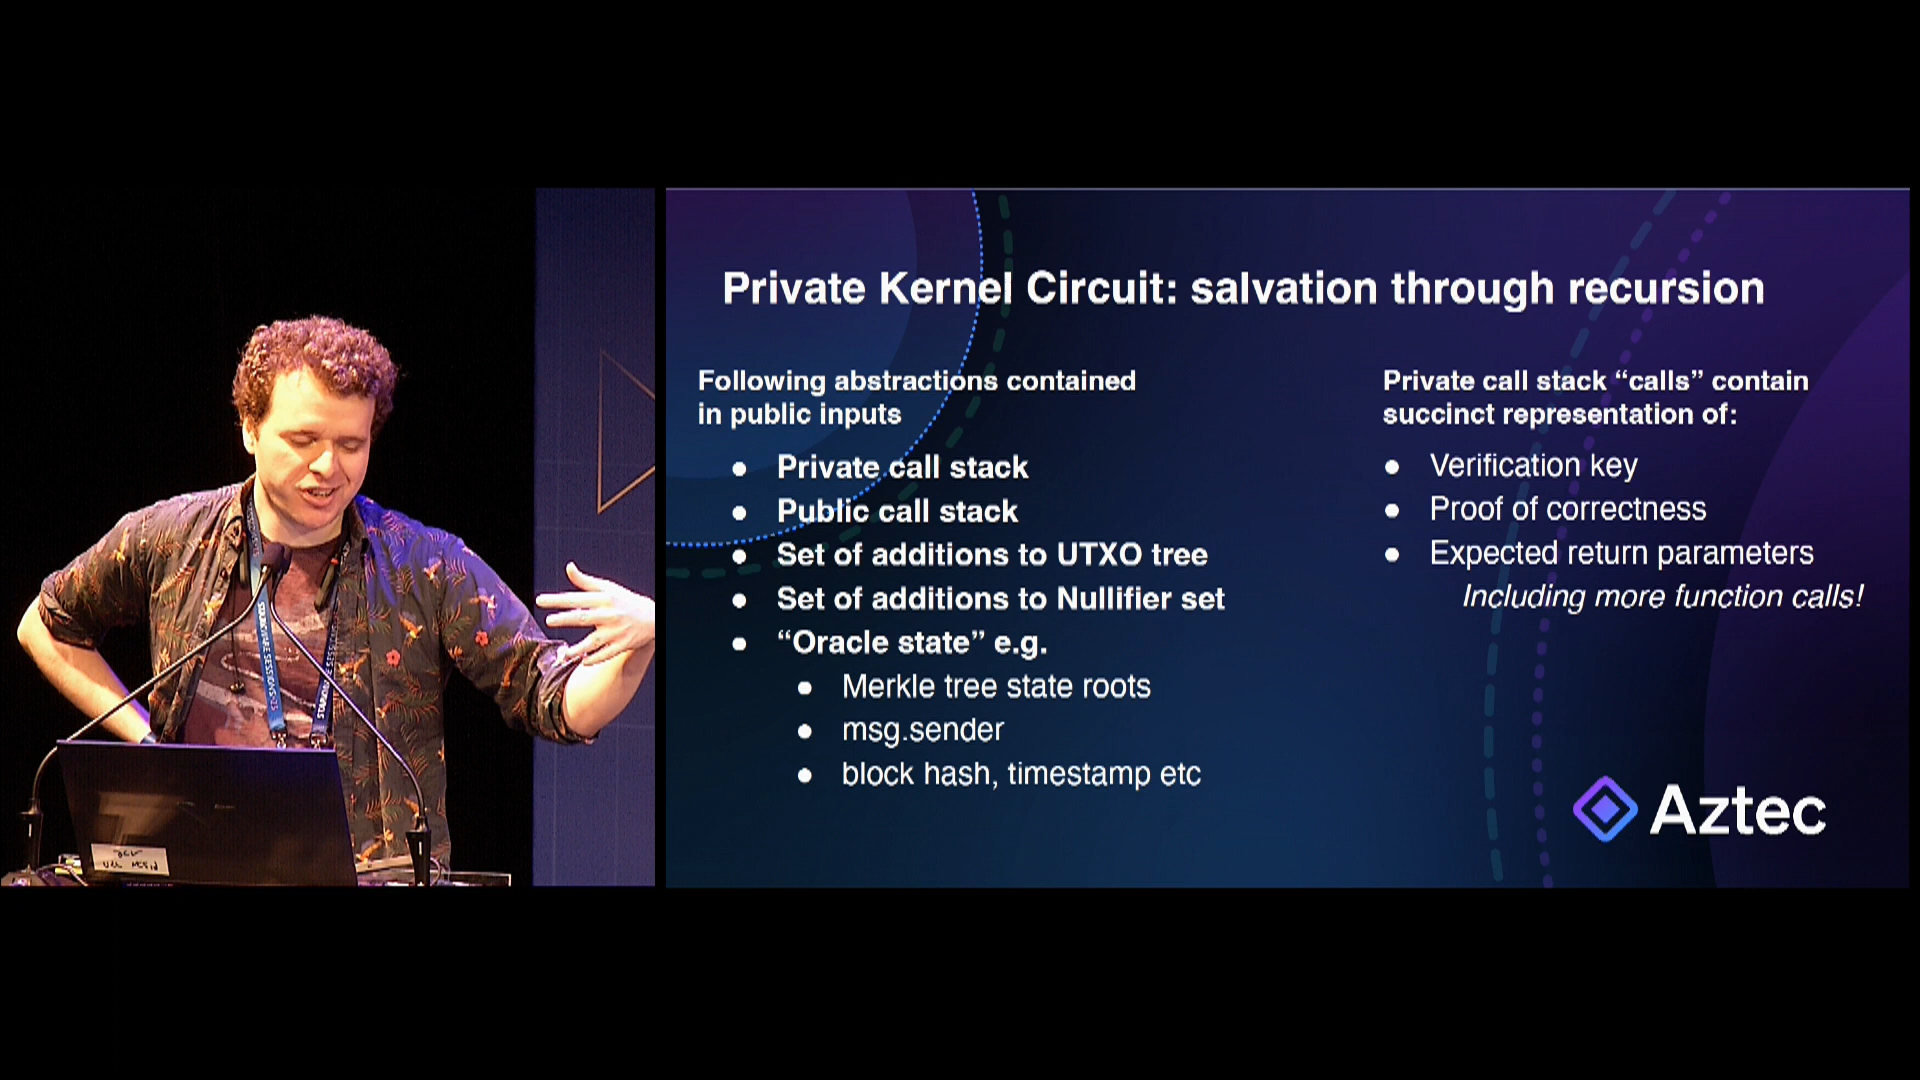 Private Kernel Circuit: salvation through recursion
Following abstractions contained
in public inputs
● Private call stack
● Public call stack
● Set of additions to UTXO tree
● Set of additions to Nullifier set
● “Oracle state” e.g.
● Merkle tree state roots
● msg.sender
● block hash, timestamp etc
Private call stack “calls” contain
succinct representation of:
● Verification key
● Proof of correctness
● Expected return parameters
Including more function calls!
Aztec